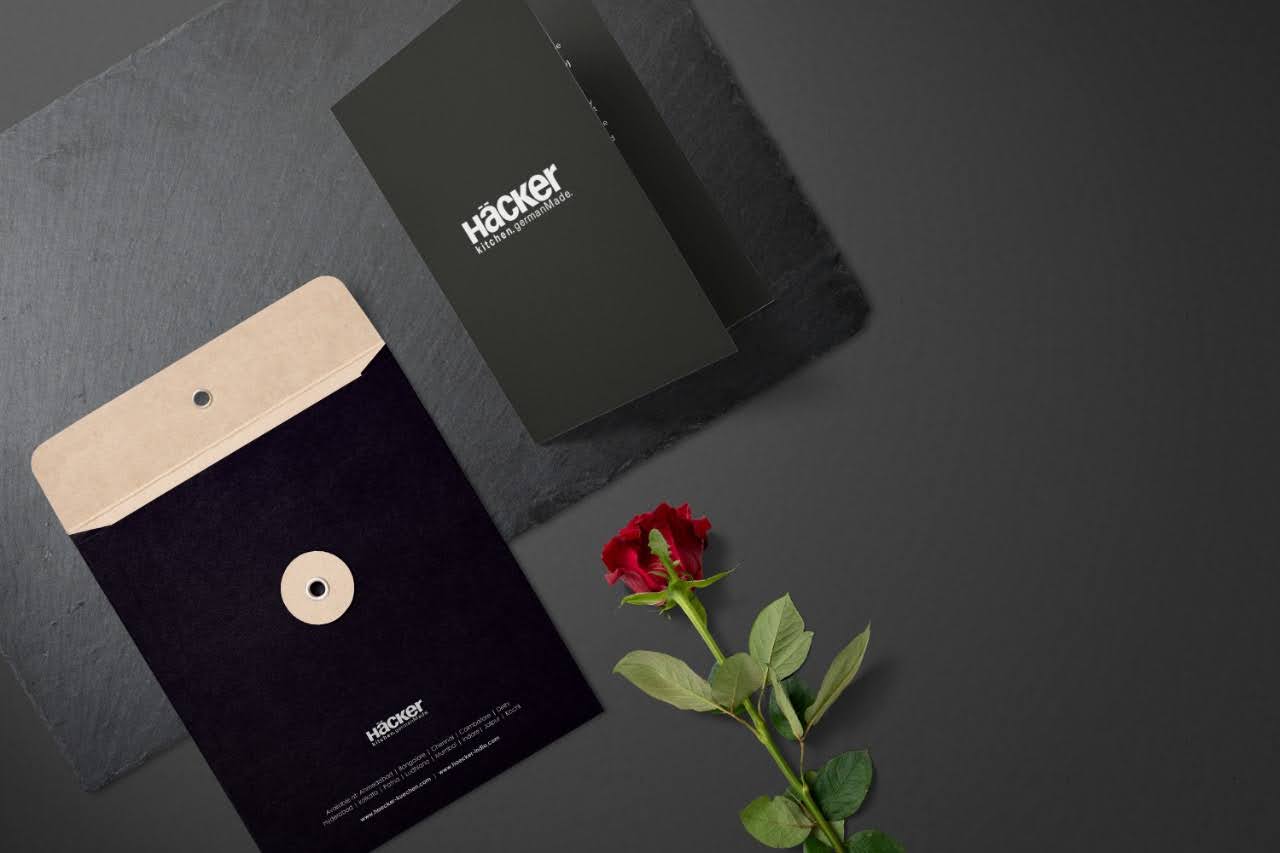 Häcker
kitchen.germanMade.
Häcker
kitchen.germanMade.
Available at: Ahmedabad | Bangalore | Chennai | Coimbatore | Delhi
Hyderabad | Kolkata | Patna | Ludhiana | Mumbai | Indore | Jaipur | Kochi
www.haecker-kuechen.com | www.haecker-india.com